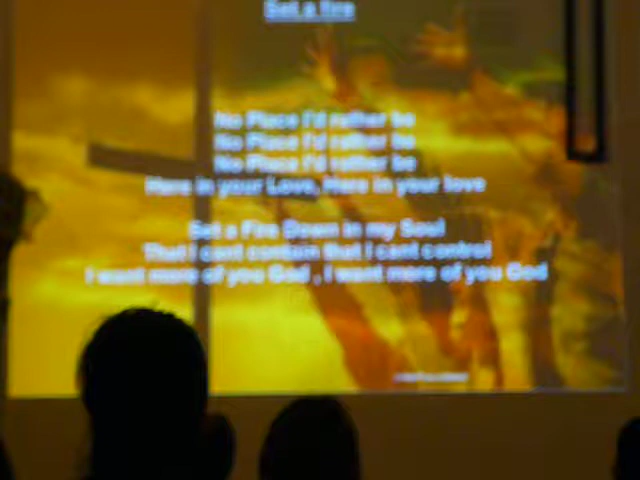 Set a fire
No Place I'd rather be
No Place I'd rather be
No Place I'd rather be
Here in your Love, Here in your love
Set a Fire Down in my Soul
That I cant contain that I cant control
I want more of you God , I want more of you God